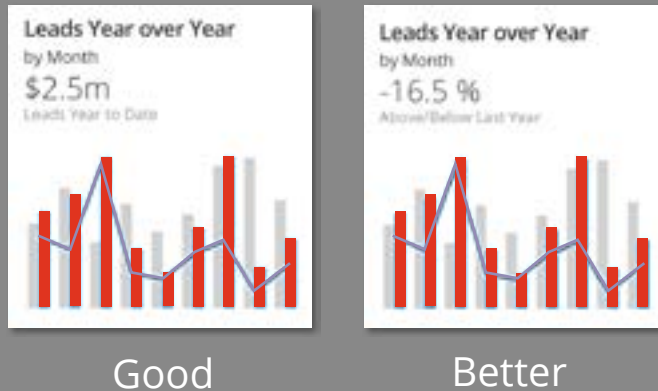 Leads Year over Year
by Month
$2.5m
Leads Year to Date
Good
Leads Year over Year
by Month
-16.5 %
Above/Below Last Year
Better